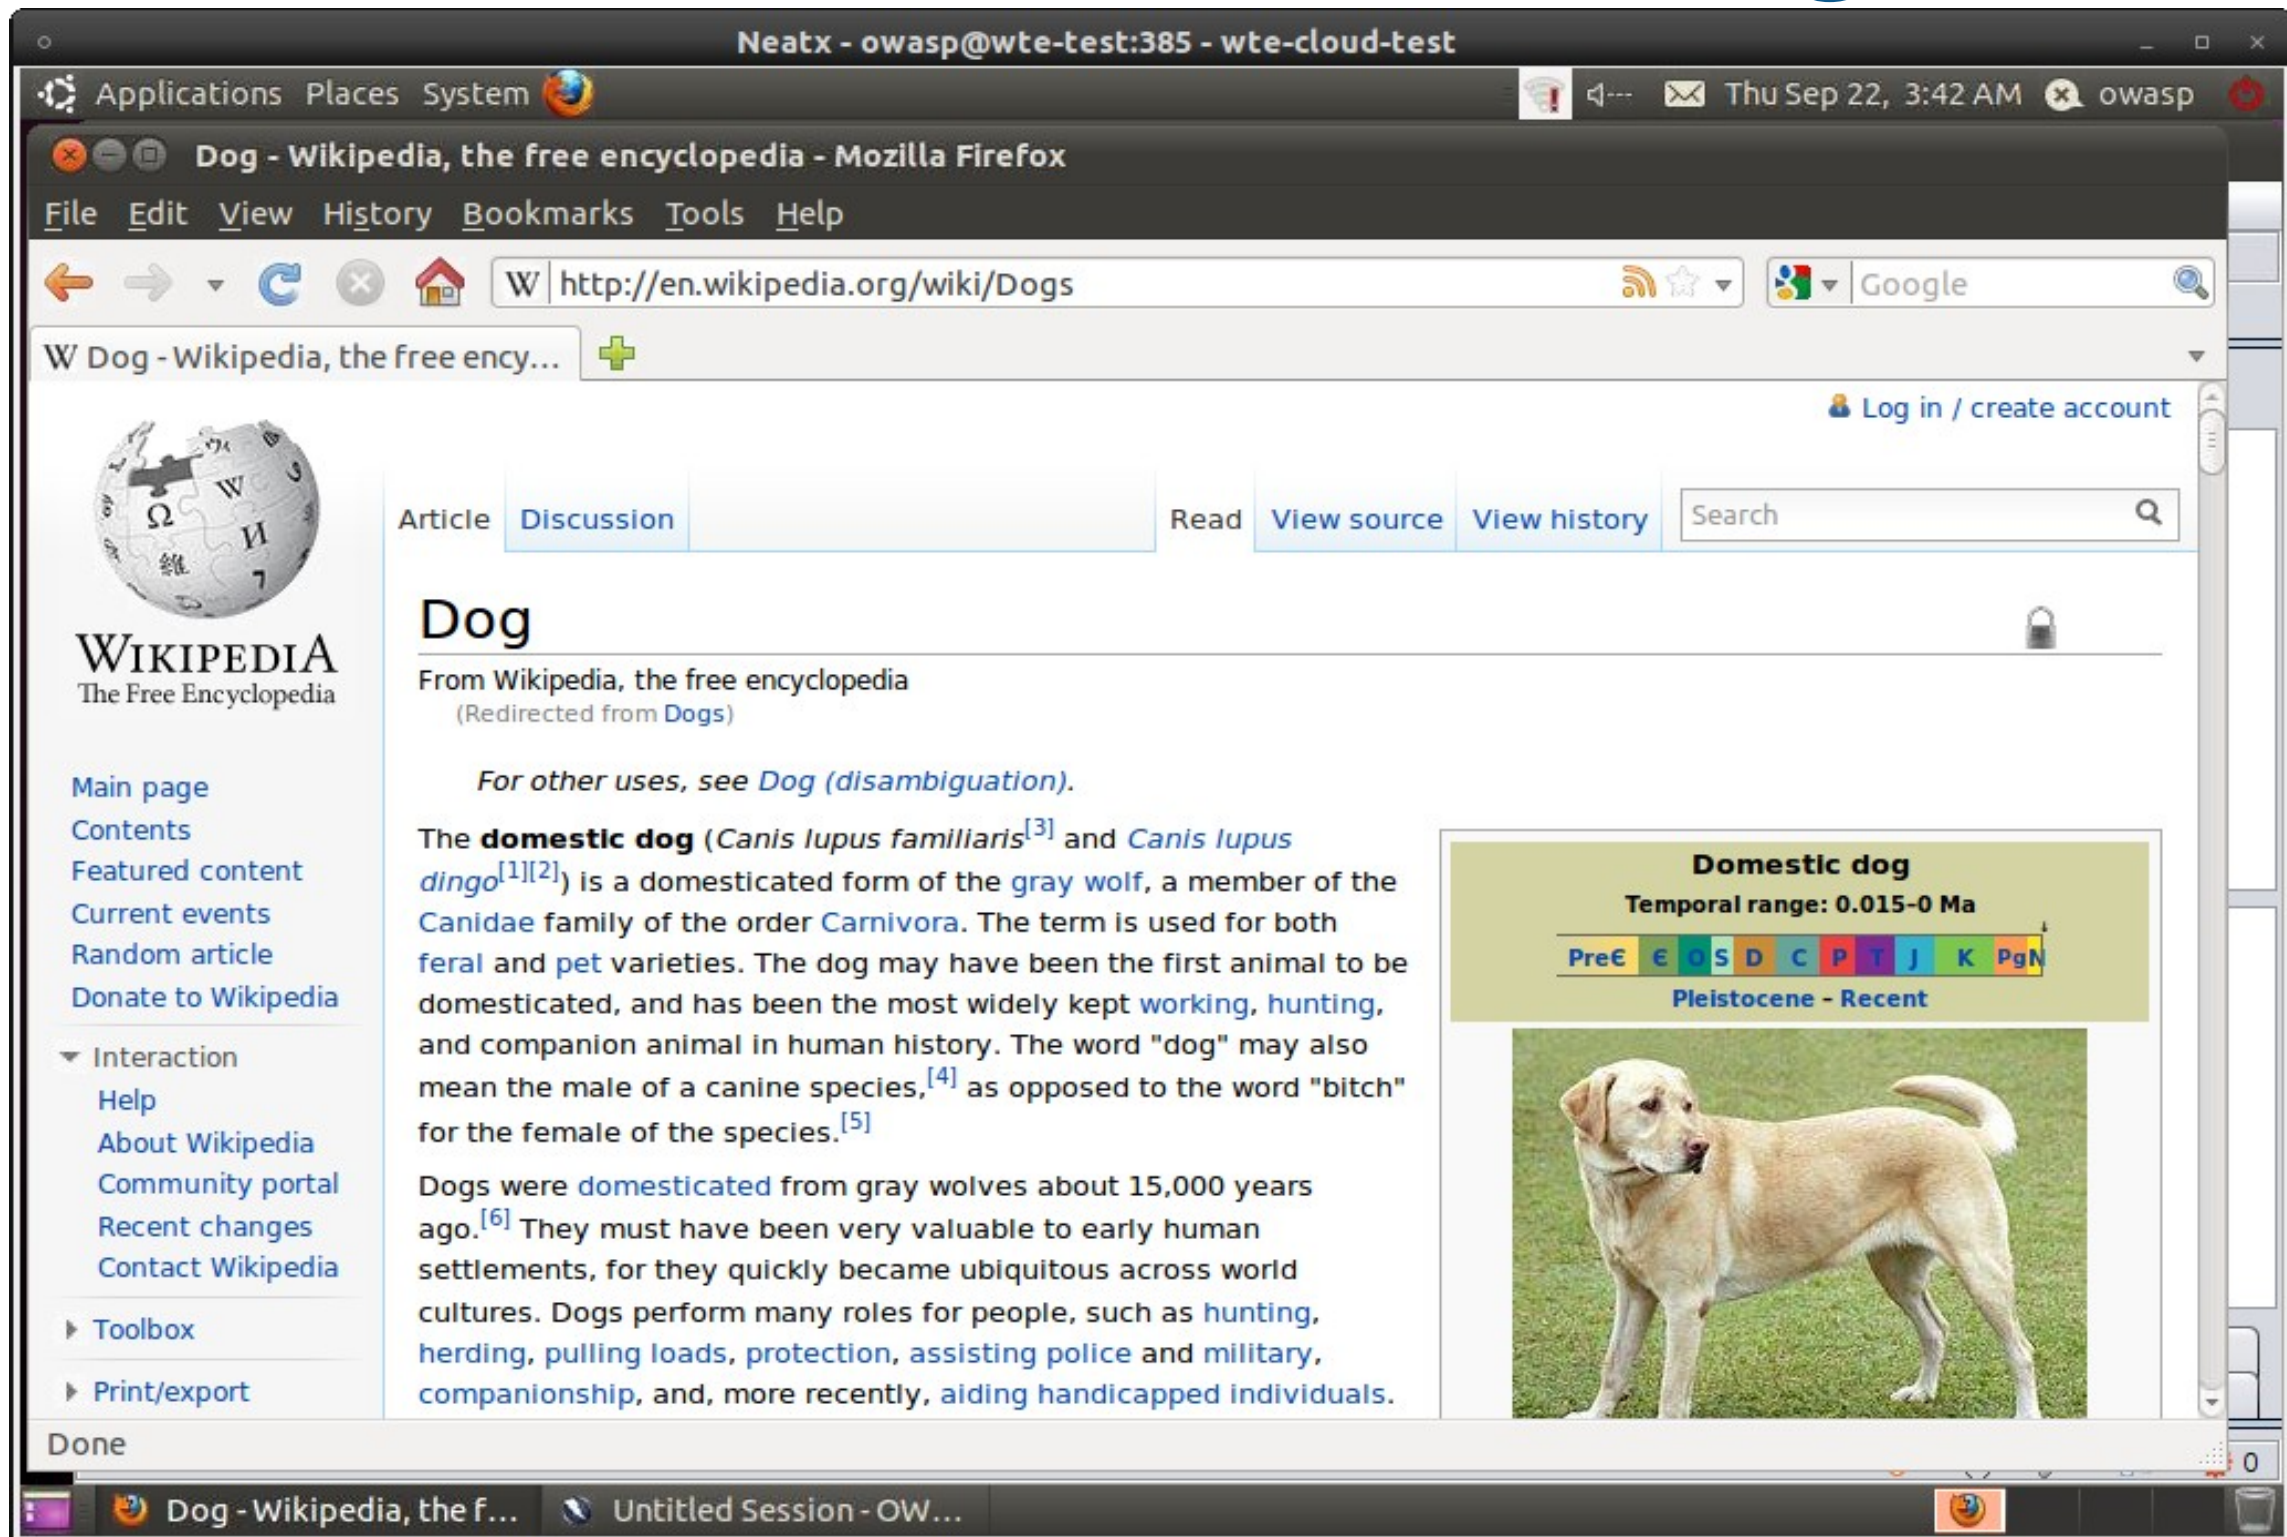 Neatx - owasp@wte-test:385 - wte-cloud-test
Applications Places System Thu Sep 22, 3:42 AM owasp
Dog - Wikipedia, the free encyclopedia - Mozilla Firefox
File Edit View History Bookmarks Tools Help
W http://en.wikipedia.org/wiki/Dogs Google
W Dog - Wikipedia, the free ency...
Log in / create account
Article Discussion Read View source View history Search
WIKIPEDIA
The Free Encyclopedia
Main page
Contents
Featured content
Current events
Random article
Donate to Wikipedia
Interaction
Help
About Wikipedia
Community portal
Recent changes
Contact Wikipedia
Toolbox
Print/export
Dog
From Wikipedia, the free encyclopedia
(Redirected from Dogs)
For other uses, see Dog (disambiguation).
The domestic dog (Canis lupus familiaris[3] and Canis lupus
dingo[1][2]) is a domesticated form of the gray wolf, a member of the
Canidae family of the order Carnivora. The term is used for both
feral and pet varieties. The dog may have been the first animal to be
domesticated, and has been the most widely kept working, hunting,
and companion animal in human history. The word "dog" may also
mean the male of a canine species,[4] as opposed to the word "bitch"
for the female of the species.[5]
Dogs were domesticated from gray wolves about 15,000 years
ago.[6] They must have been very valuable to early human
settlements, for they quickly became ubiquitous across world
cultures. Dogs perform many roles for people, such as hunting,
herding, pulling loads, protection, assisting police and military,
companionship, and, more recently, aiding handicapped individuals.
Domestic dog
Temporal range: 0.015–0 Ma
PreЄ Є O S D C P T J K Pg N
Pleistocene – Recent
Done
0
Dog - Wikipedia, the f... Untitled Session - OW...